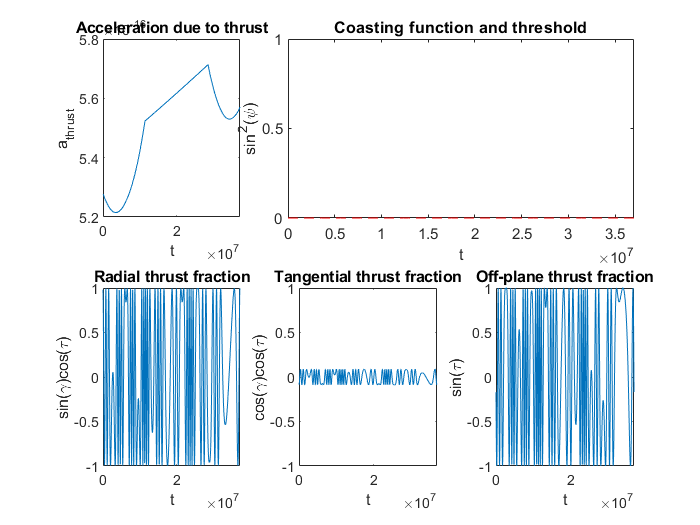 Acceleration due to thrust
5.8
5.6
5.4
5.2
a_thrust
0 2
t
×10^7
Coasting function and threshold
1
0.5
0
sin^2(ψ)
0 0.5 1 1.5 2 2.5 3 3.5
t
×10^7
Radial thrust fraction
1
0.5
0
-0.5
-1
sin(γ)cos(τ)
0 2
t
×10^7
Tangential thrust fraction
1
0.5
0
-0.5
-1
cos(γ)cos(τ)
0 2
t
×10^7
Off-plane thrust fraction
1
0.5
0
-0.5
-1
sin(τ)
0 2
t
×10^7